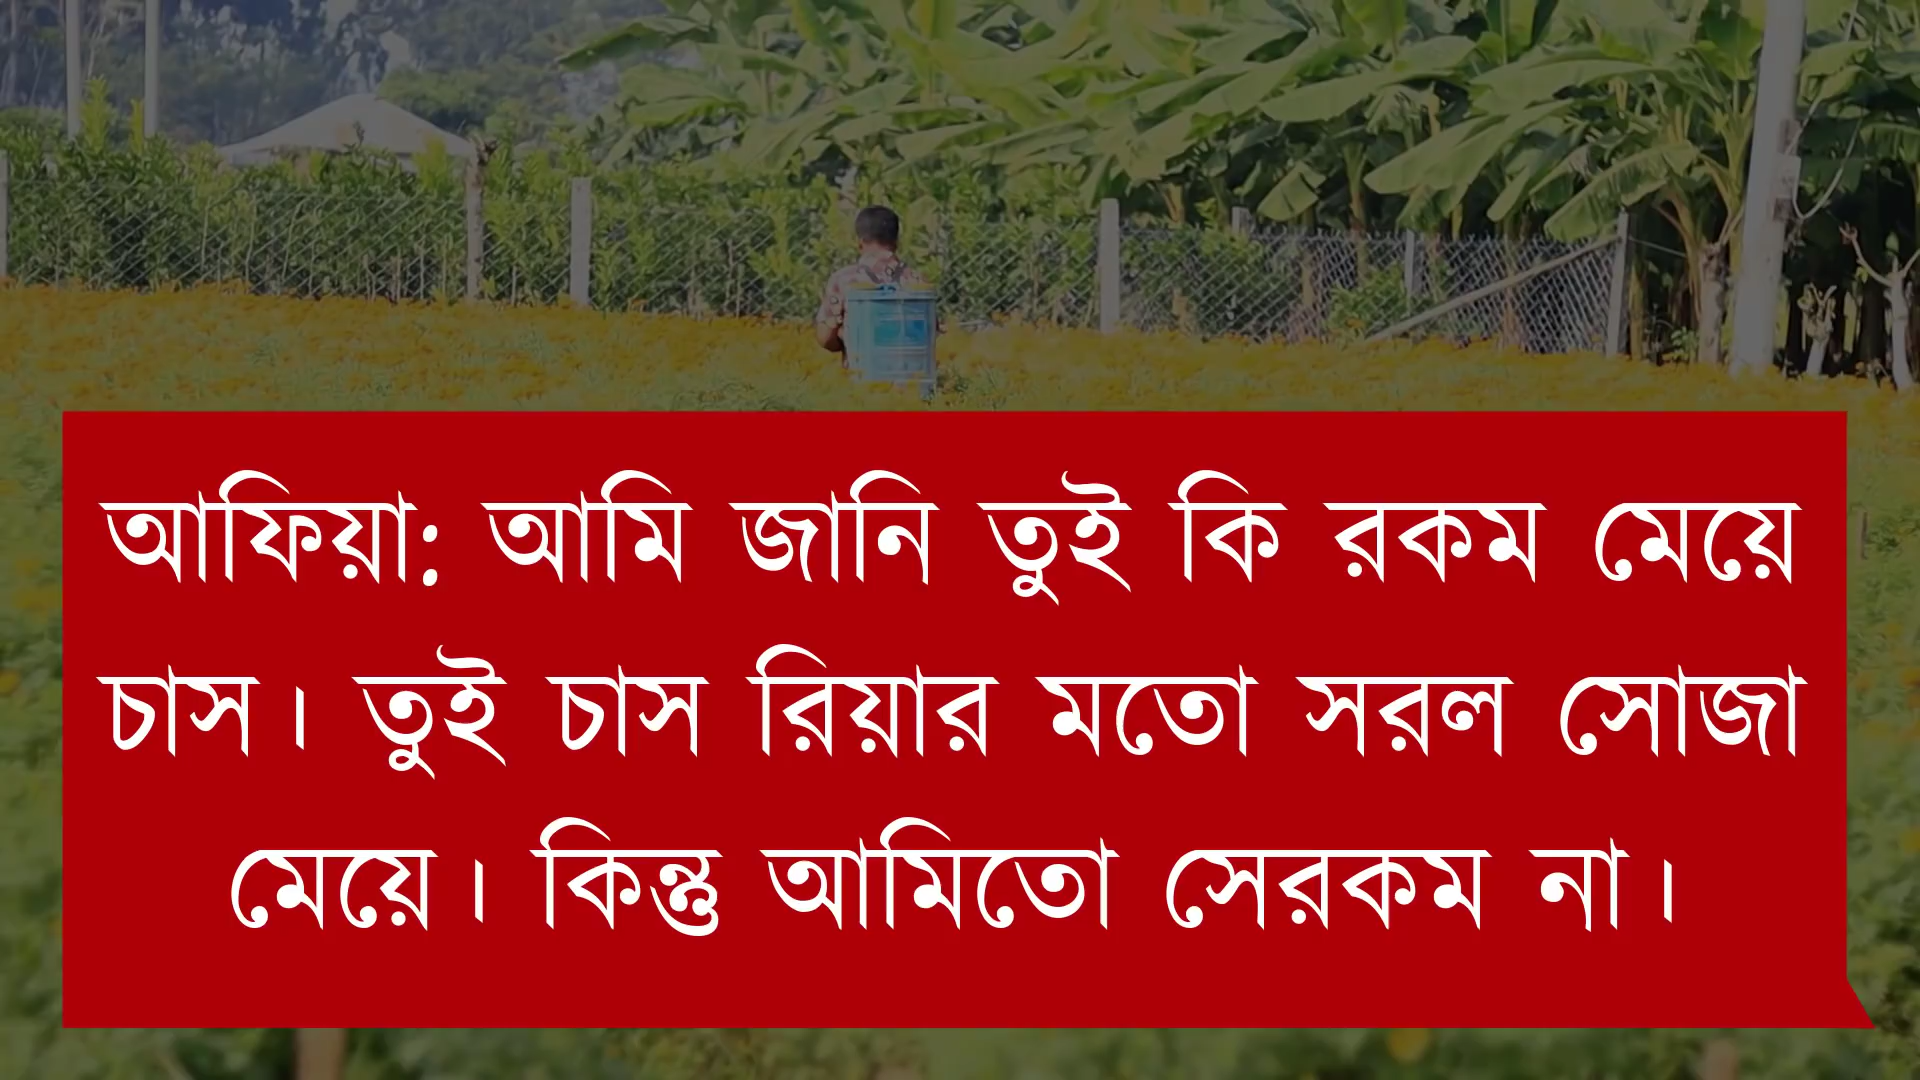 আফিয়া: আমি জানি তুই কি রকম মেয়ে
চাস। তুই চাস রিয়ার মতো সরল সোজা
মেয়ে। কিন্তু আমিতো সেরকম না।